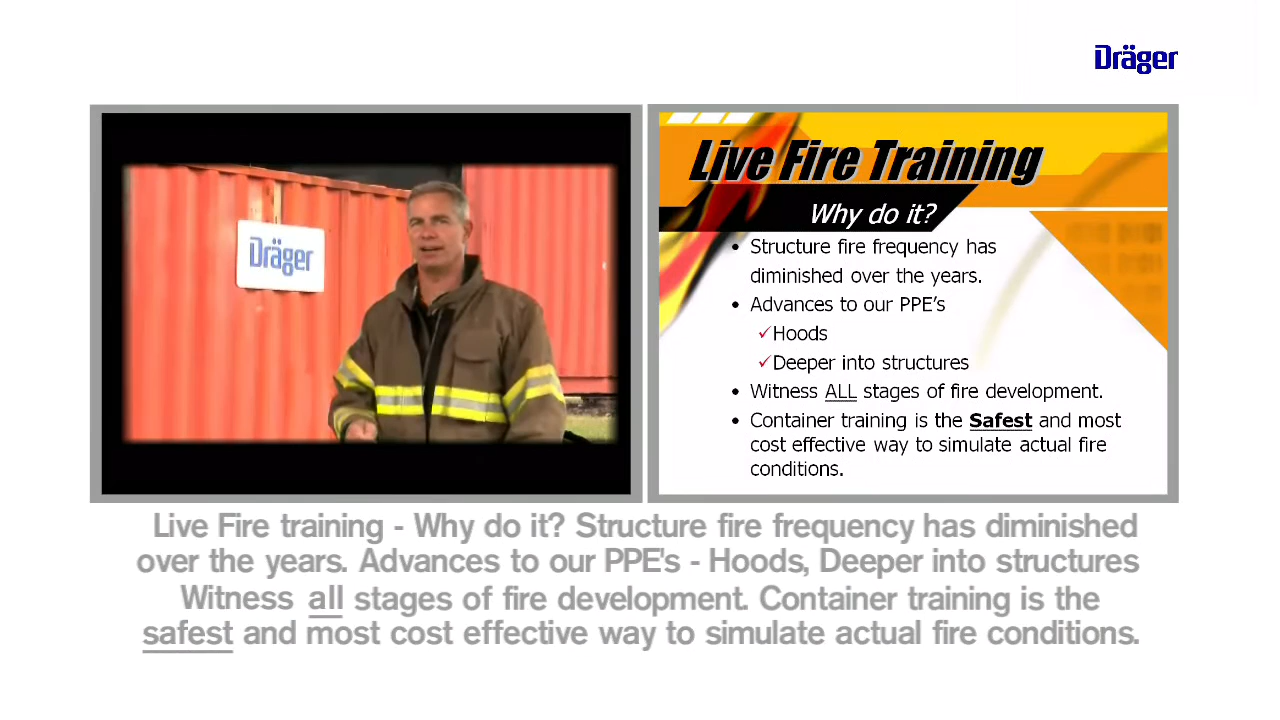 Dräger
Dräger
Live Fire Training
Why do it?
• Structure fire frequency has
diminished over the years.
• Advances to our PPE’s
✓Hoods
✓Deeper into structures
• Witness ALL stages of fire development.
• Container training is the Safest and most
cost effective way to simulate actual fire
conditions.
Live Fire training - Why do it? Structure fire frequency has diminished
over the years. Advances to our PPE's - Hoods, Deeper into structures
Witness all stages of fire development. Container training is the
safest and most cost effective way to simulate actual fire conditions.